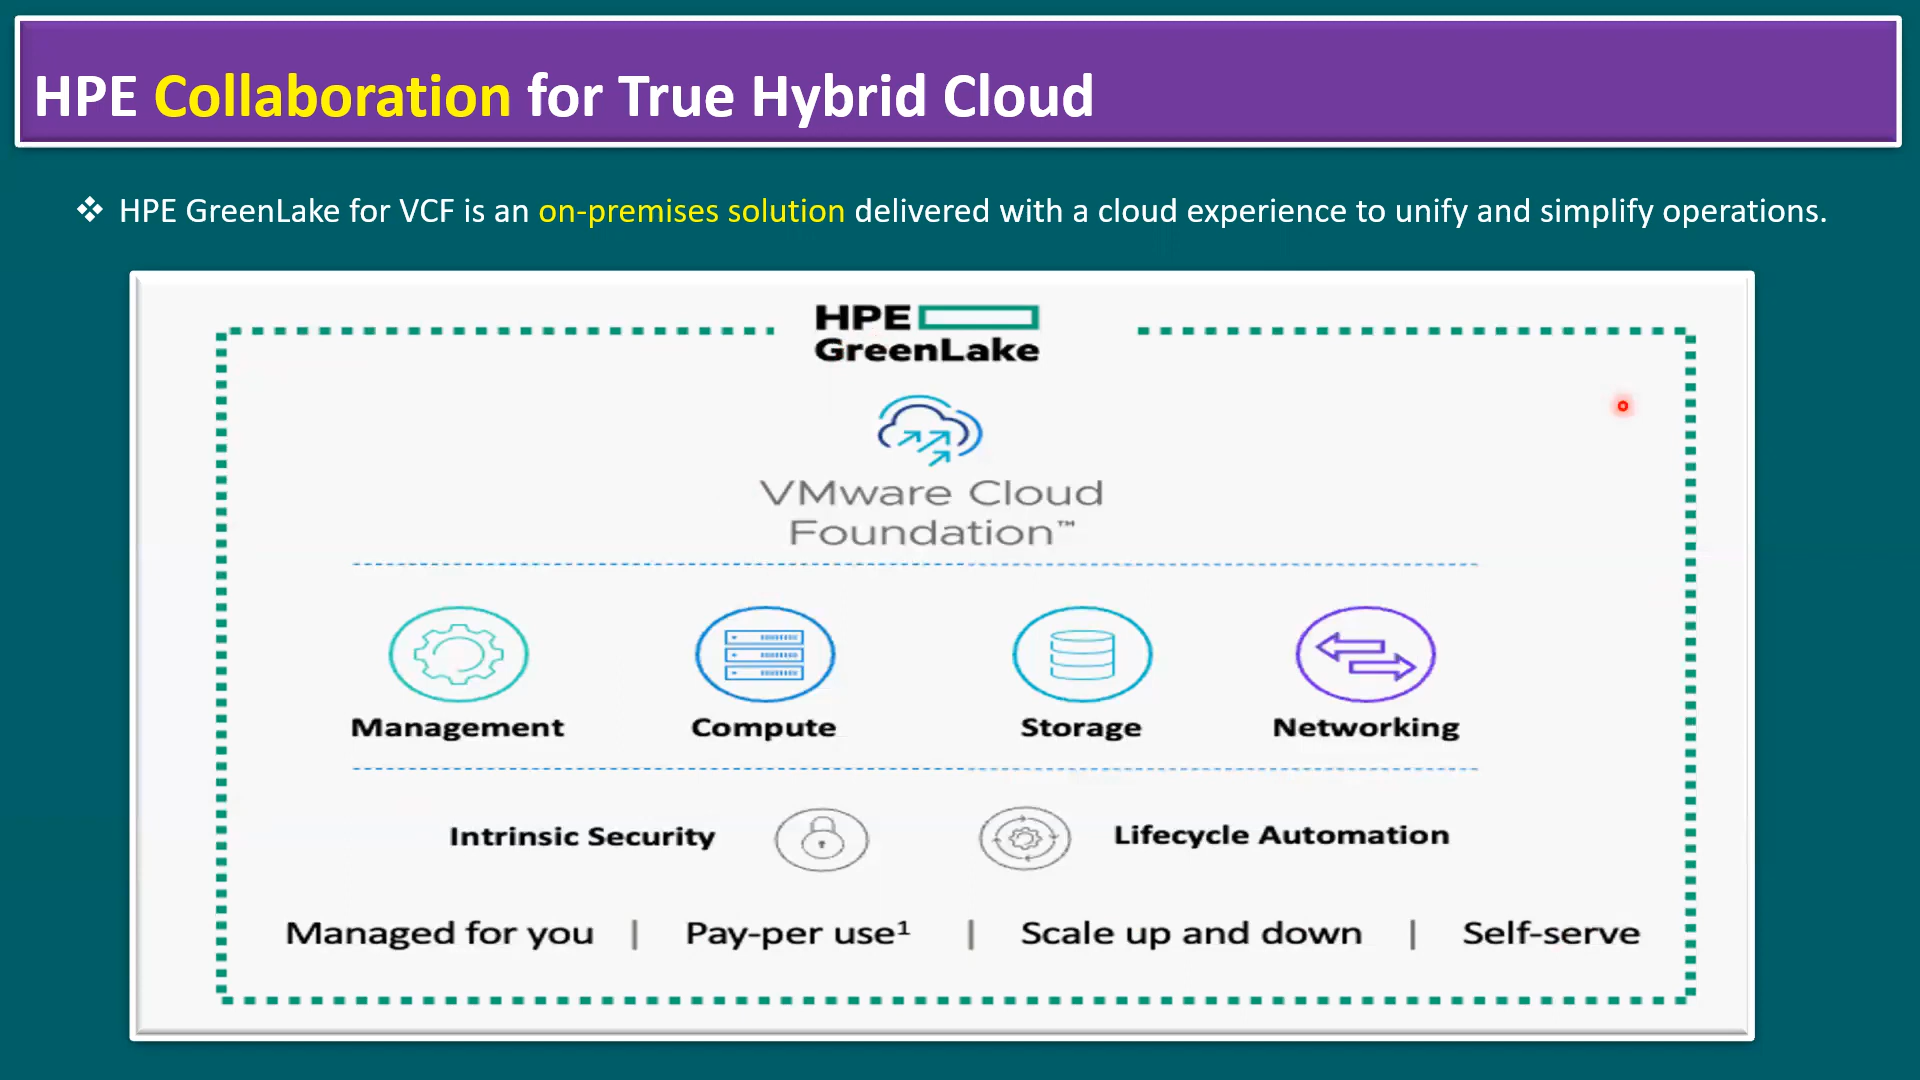 HPE Collaboration for True Hybrid Cloud
❖ HPE GreenLake for VCF is an on-premises solution delivered with a cloud experience to unify and simplify operations.
HPE
GreenLake
VMware Cloud
Foundation™
Management Compute Storage Networking
Intrinsic Security Lifecycle Automation
Managed for you | Pay-per use¹ | Scale up and down | Self-serve